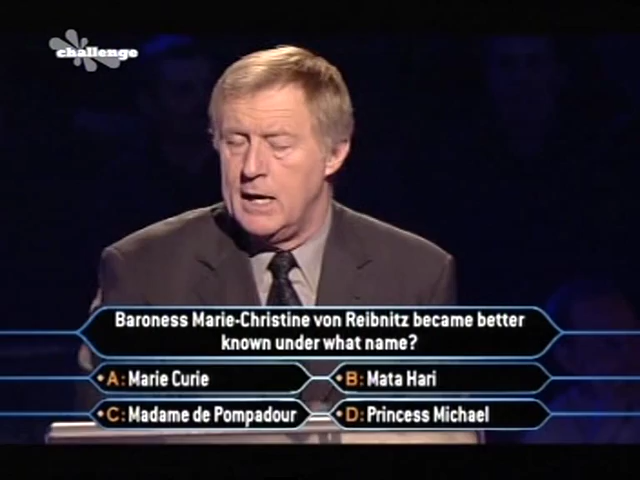 challenge
Baroness Marie-Christine von Reibnitz became better
known under what name?
A: Marie Curie
B: Mata Hari
C: Madame de Pompadour
D: Princess Michael